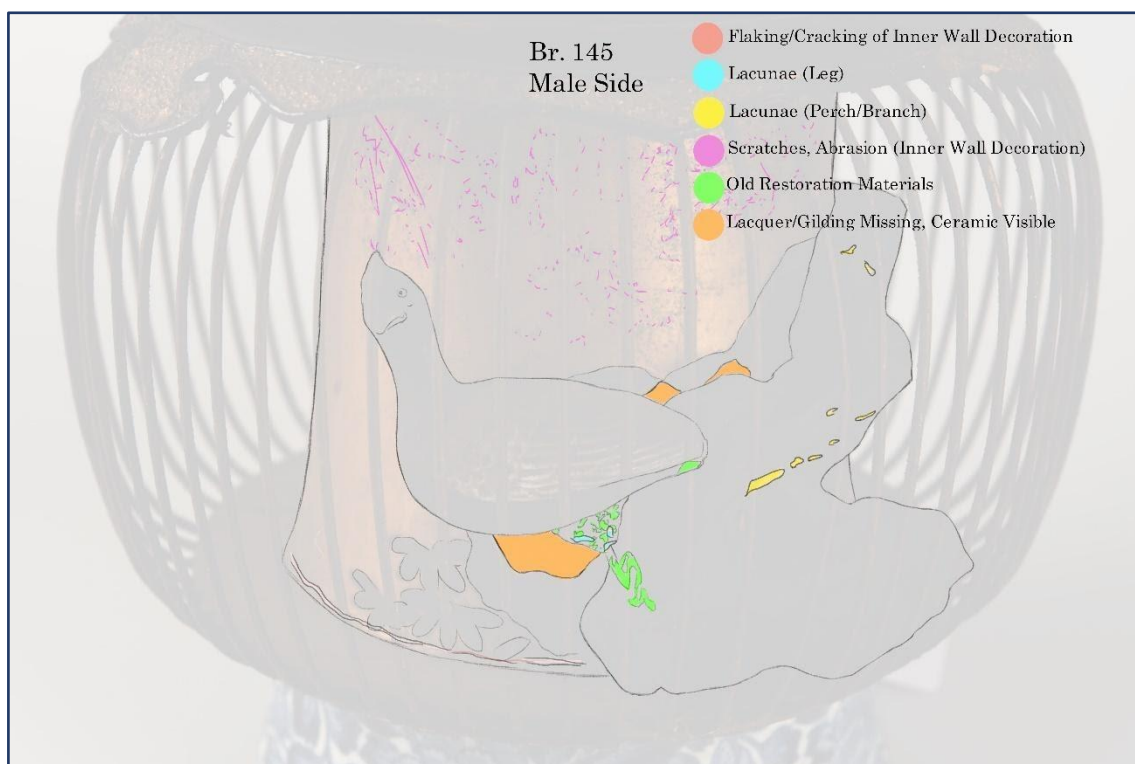 Br. 145
Male Side
Flaking/Cracking of Inner Wall Decoration
Lacunae (Leg)
Lacunae (Perch/Branch)
Scratches, Abrasion (Inner Wall Decoration)
Old Restoration Materials
Lacquer/Gilding Missing, Ceramic Visible